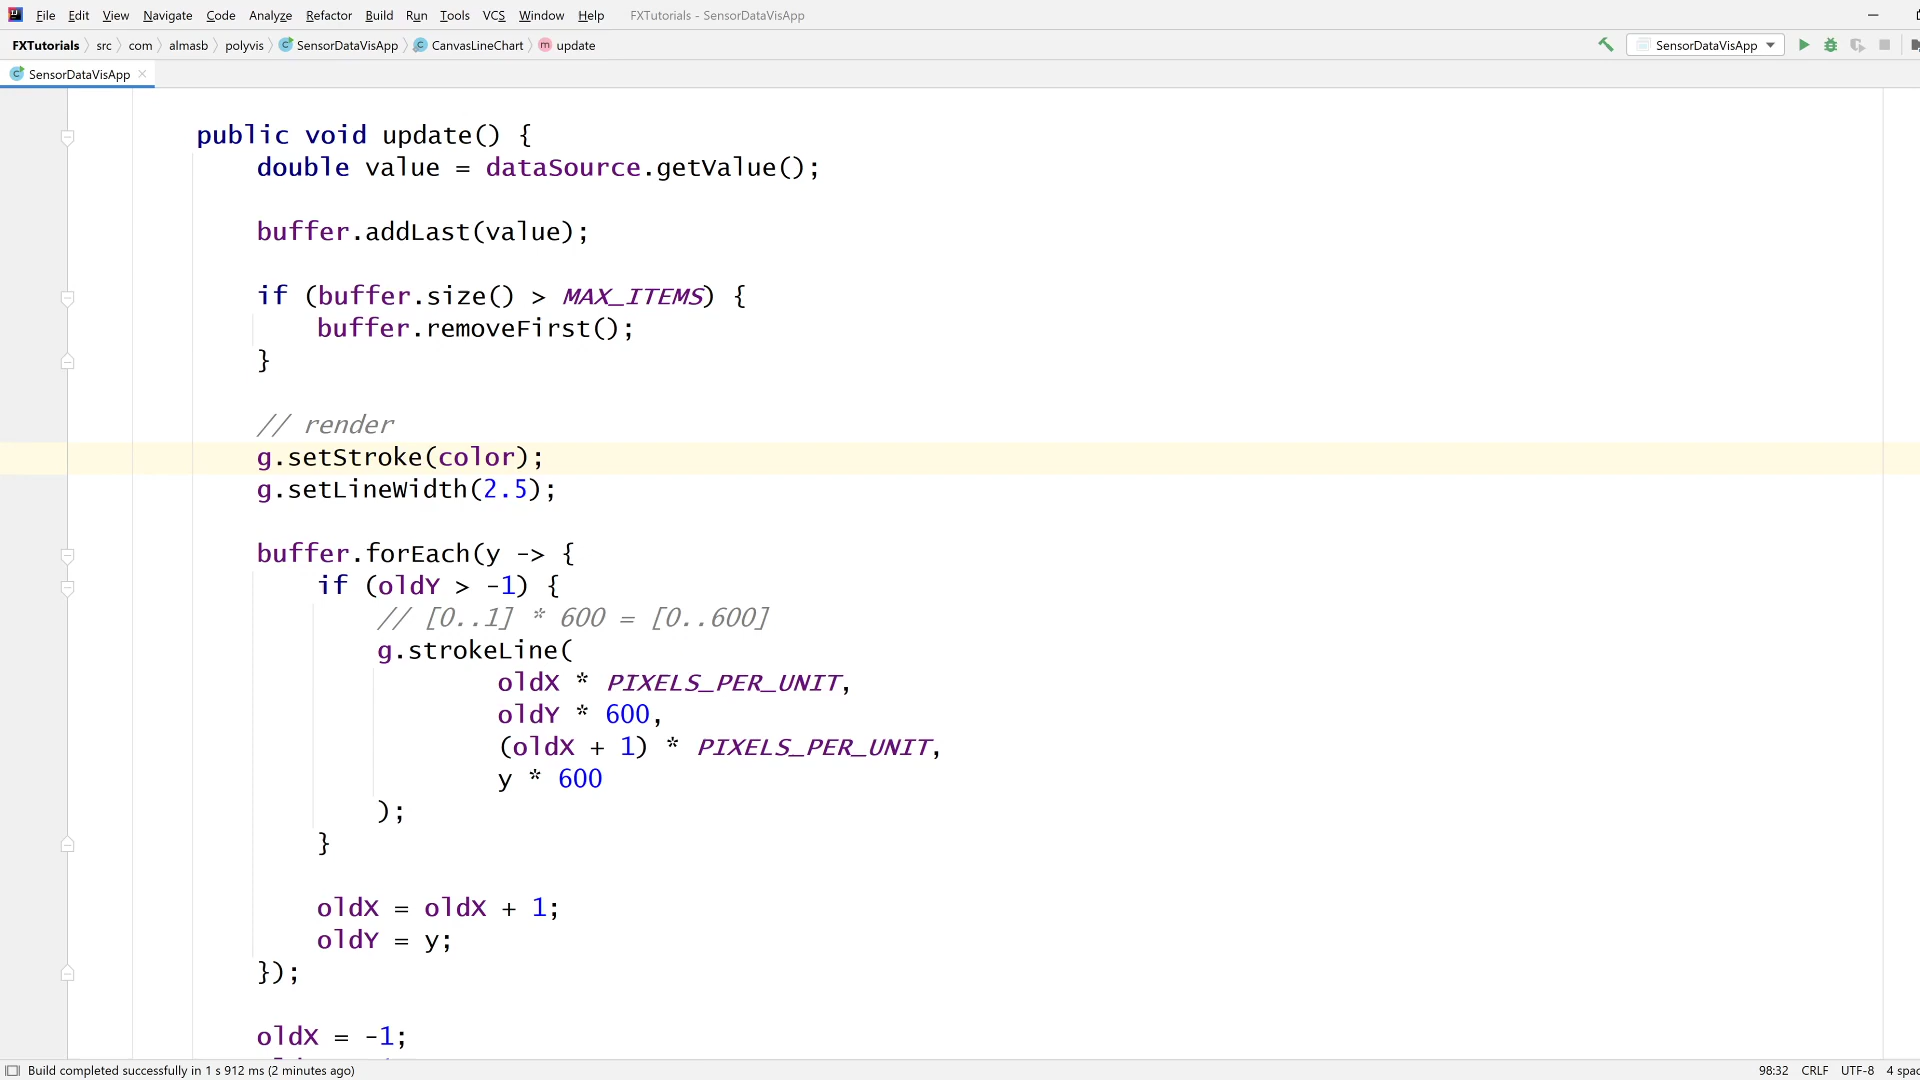 File Edit View Navigate Code Analyze Refactor Build Run Tools VCS Window Help FXTutorials - SensorDataVisApp
FXTutorials src com almasb polyvis SensorDataVisApp CanvasLineChart update SensorDataVisApp
SensorDataVisApp
public void update() {
double value = dataSource.getValue();
buffer.addLast(value);
if (buffer.size() > MAX_ITEMS) {
buffer.removeFirst();
}
// render
g.setStroke(color);
g.setLineWidth(2.5);
buffer.forEach(y -> {
if (oldY > -1) {
// [0..1] * 600 = [0..600]
g.strokeLine(
oldX * PIXELS_PER_UNIT,
oldY * 600,
(oldX + 1) * PIXELS_PER_UNIT,
y * 600
);
}
oldX = oldX + 1;
oldY = y;
});
oldX = -1;
Build completed successfully in 1 s 912 ms (2 minutes ago) 98:32 CRLF UTF-8 4 spac